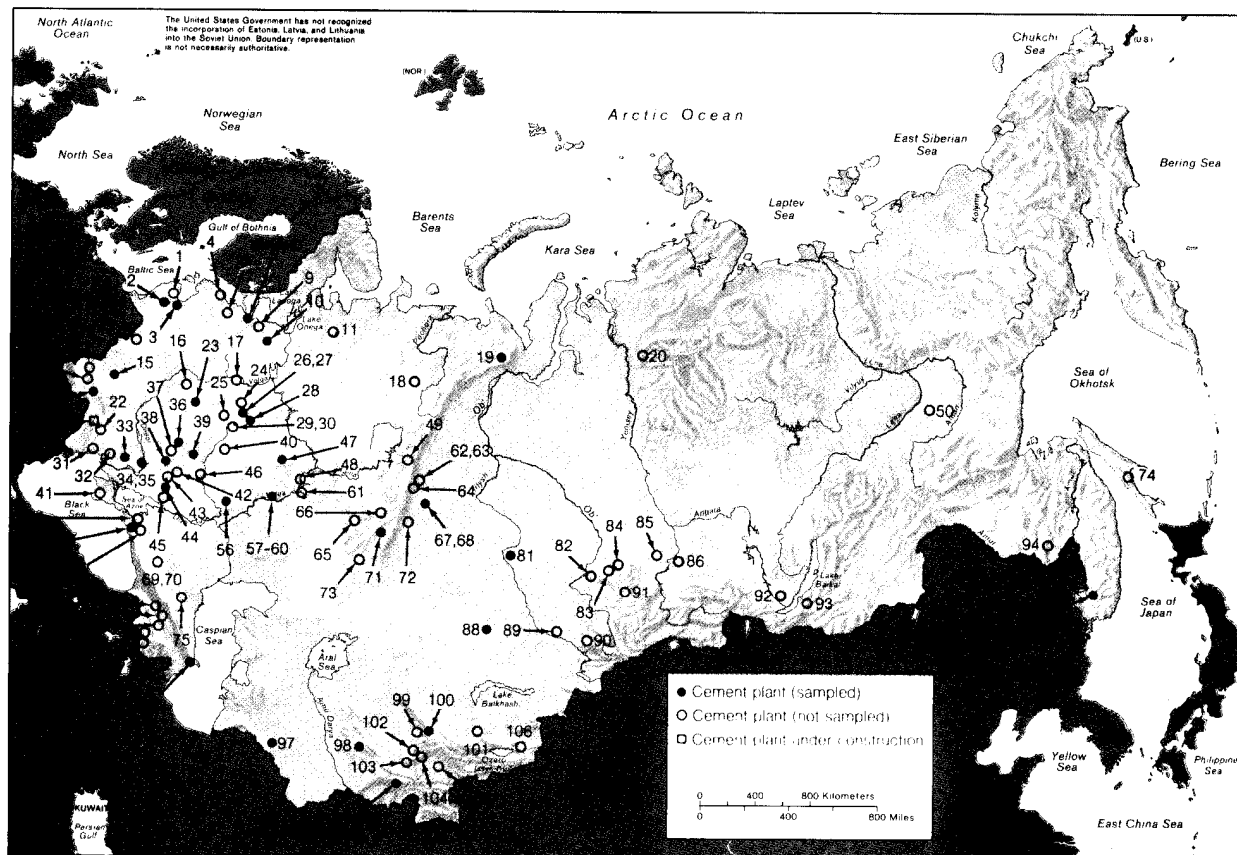 North Atlantic
Ocean
The United States Government has not recognized
the incorporation of Estonia, Latvia, and Lithuania
into the Soviet Union. Boundary representation
is not necessarily authoritative.
Chukchi
Sea
(U.S.)
(NOR.)
Norwegian
Sea
Arctic Ocean
East Siberian
Sea
North Sea
Bering Sea
Barents
Sea
Laptev
Sea
Kolyma
Gulf of Bothnia
Kara Sea
Baltic Sea
1
4
2
9
10
Lake
Onega
3
11
16
23
17
15
19
20
Lena
Sea of
Okhotsk
26, 27
24
18
Vilyuy
37
25
28
Ob
22
36
50
33
38
39
29, 30
Yenisey
49
40
47
62, 63
31
32
34, 35
46
48
74
41
42
61
64
Black
Sea
Ob
Angara
Amur
43
66
84
85
45
44
56
57-60
65
67, 68
81
82
86
94
71
72
69, 70
73
83
91
92
Lake
93
Sea of
Japan
75
Caspian
Sea
88
89
90
Aral
Sea
Lake
Balkhash
99
100
102
Amu Darya
106
97
98
101
103
104
● Cement plant (sampled)
○ Cement plant (not sampled)
□ Cement plant under construction
0 400 800 Kilometers
0 400 800 Miles
Yellow
Sea
Philippine
Sea
KUWAIT
Persian
Gulf
East China Sea